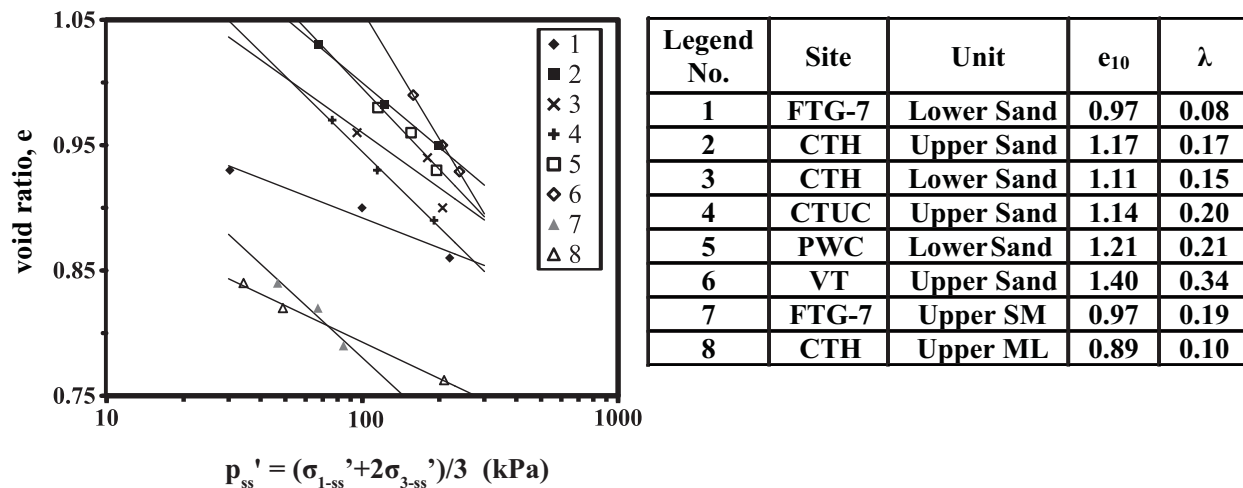 1.05
1.00
0.95
0.90
0.85
0.75
void ratio, e
10
100
1000
p_ss' = (σ_1-ss’+2σ_3-ss’)/3 (kPa)
1
2
3
4
5
6
7
8
Legend No. Site Unit e₁₀ λ
1 FTG-7 Lower Sand 0.97 0.08
2 CTH Upper Sand 1.17 0.17
3 CTH Lower Sand 1.11 0.15
4 CTUC Upper Sand 1.14 0.20
5 PWC Lower Sand 1.21 0.21
6 VT Upper Sand 1.40 0.34
7 FTG-7 Upper SM 0.97 0.19
8 CTH Upper ML 0.89 0.10